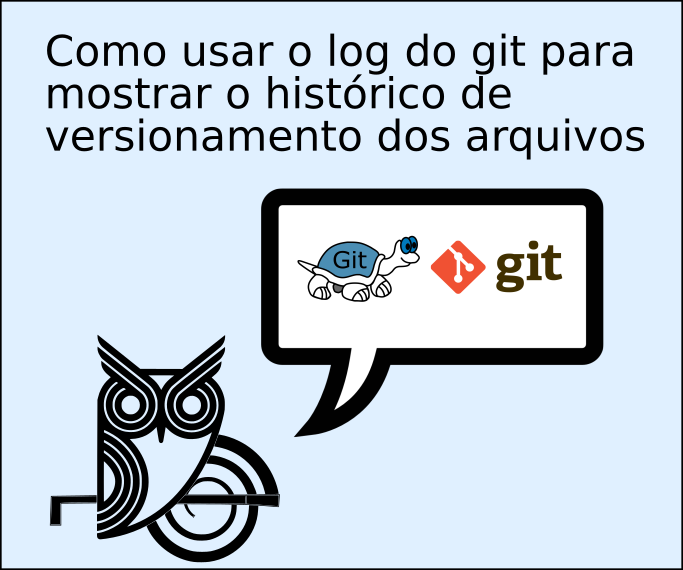 Como usar o log do git para
mostrar o histórico de
versionamento dos arquivos
Git
git